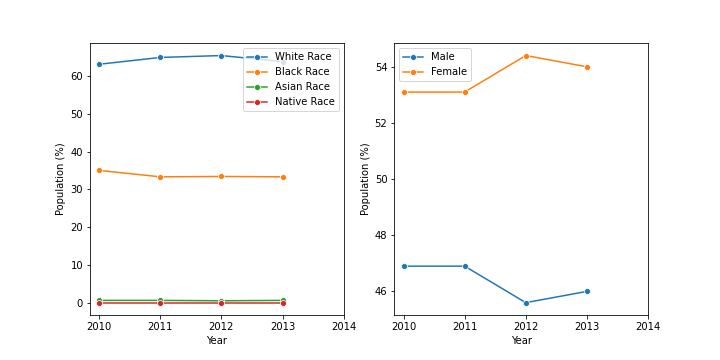 White Race
Black Race
Asian Race
Native Race
Population (%)
60
50
40
30
20
10
0
2010 2011 2012 2013 2014
Year
Male
Female
Population (%)
54
52
50
48
46
2010 2011 2012 2013 2014
Year